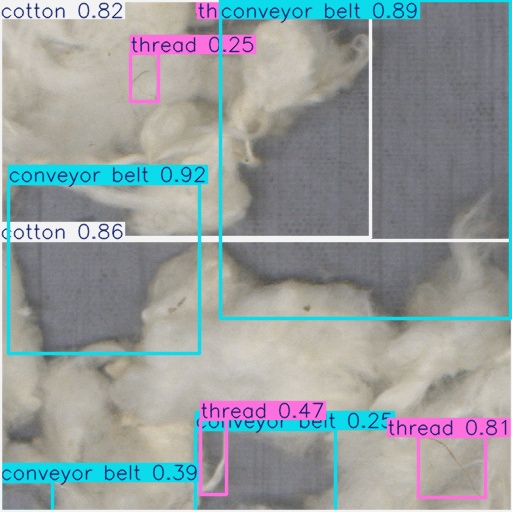 cotton 0.82
th
conveyor belt 0.89
thread 0.25
conveyor belt 0.92
cotton 0.86
thread 0.47
conveyor belt 0.25
thread 0.81
conveyor belt 0.39